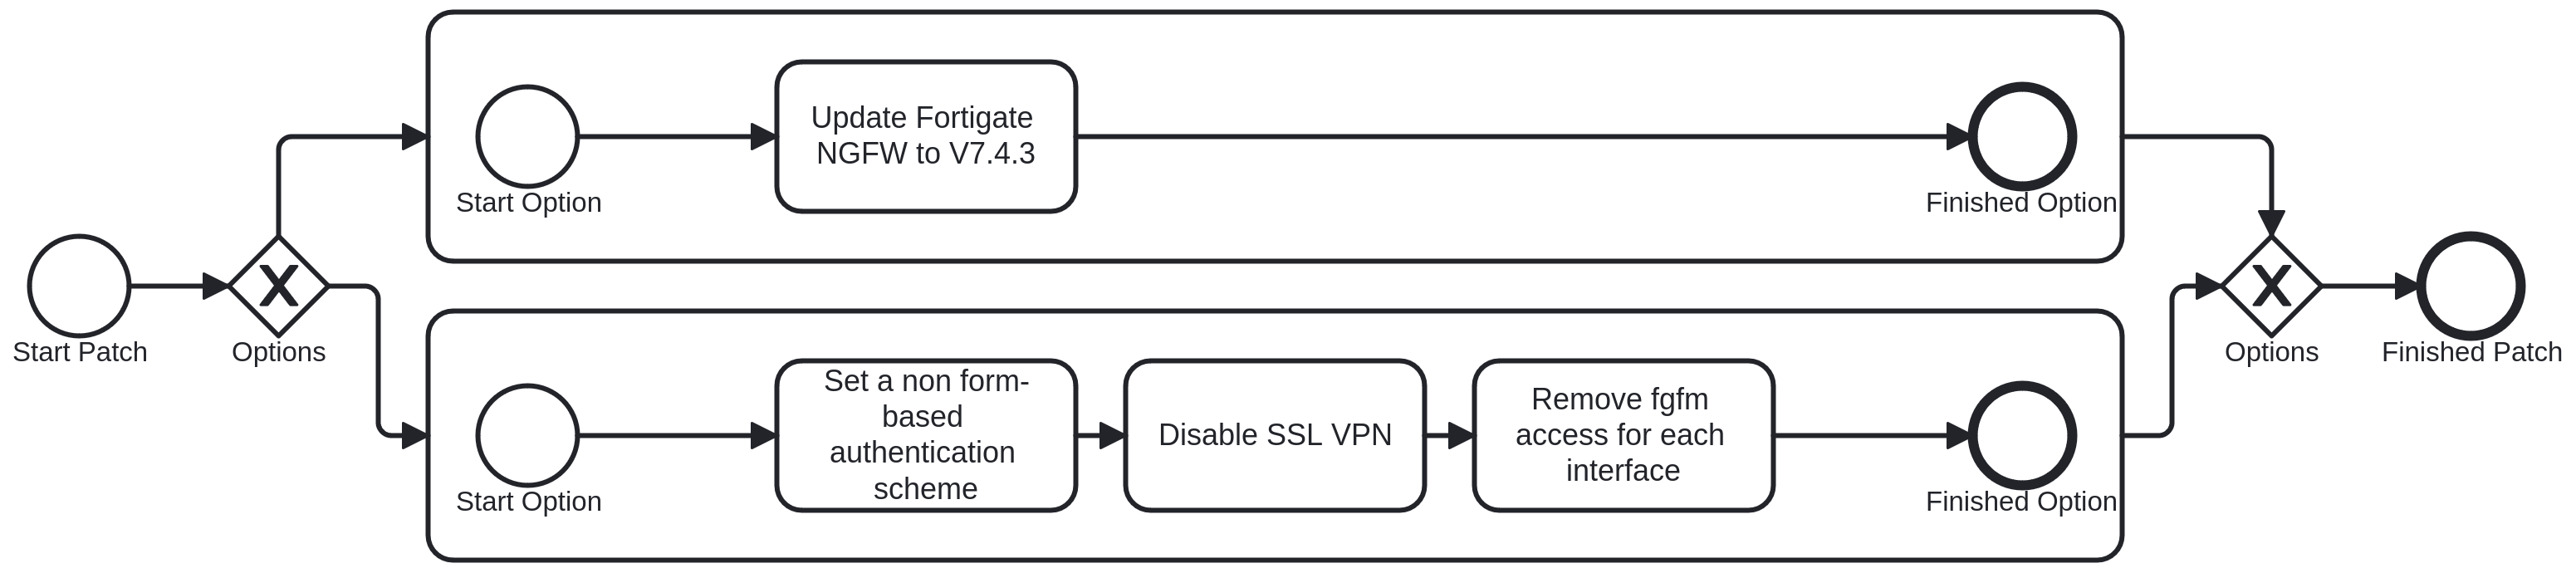 Update Fortigate
NGFW to V7.4.3
Start Option
Finished Option
Start Patch
Options
Set a non form-
based
authentication
scheme
Disable SSL VPN
Remove fgfm
access for each
interface
Start Option
Finished Option
Options
Finished Patch